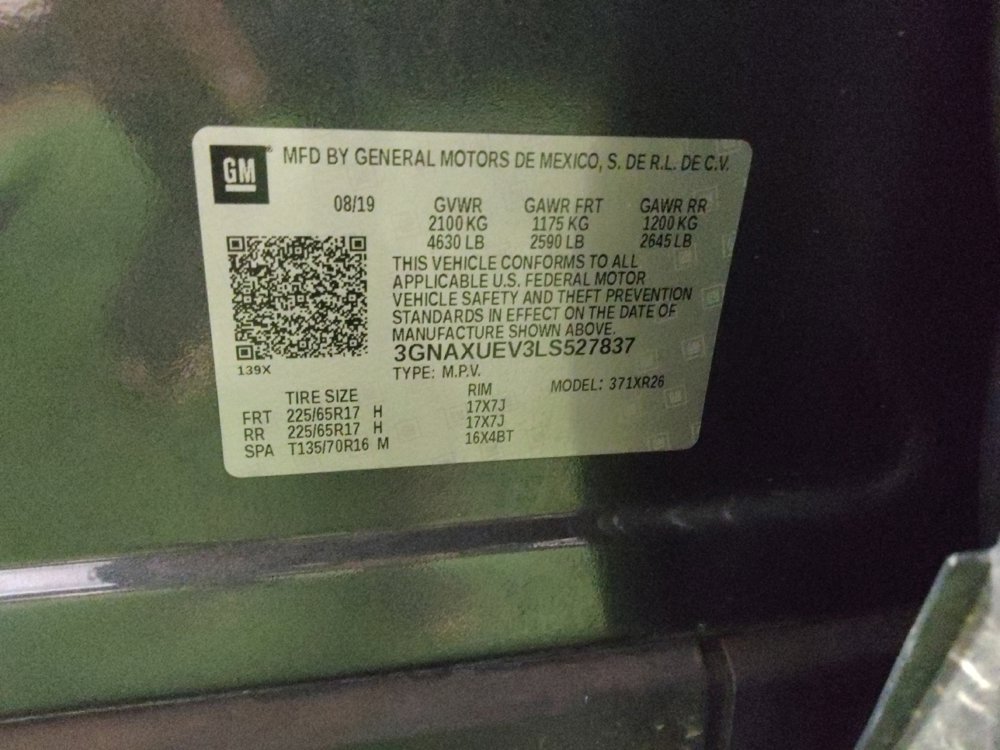 GM
MFD BY GENERAL MOTORS DE MEXICO, S. DE R.L. DE C.V.
08/19 GVWR GAWR FRT GAWR RR
2100 KG 1175 KG 1200 KG
4630 LB 2590 LB 2645 LB
THIS VEHICLE CONFORMS TO ALL
APPLICABLE U.S. FEDERAL MOTOR
VEHICLE SAFETY AND THEFT PREVENTION
STANDARDS IN EFFECT ON THE DATE OF
MANUFACTURE SHOWN ABOVE.
3GNAXUEV3LS527837
139X
TYPE: M.P.V. MODEL: 371XR26
TIRE SIZE RIM
FRT 225/65R17 H 17X7J
RR 225/65R17 H 17X7J
SPA T135/70R16 M 16X4BT